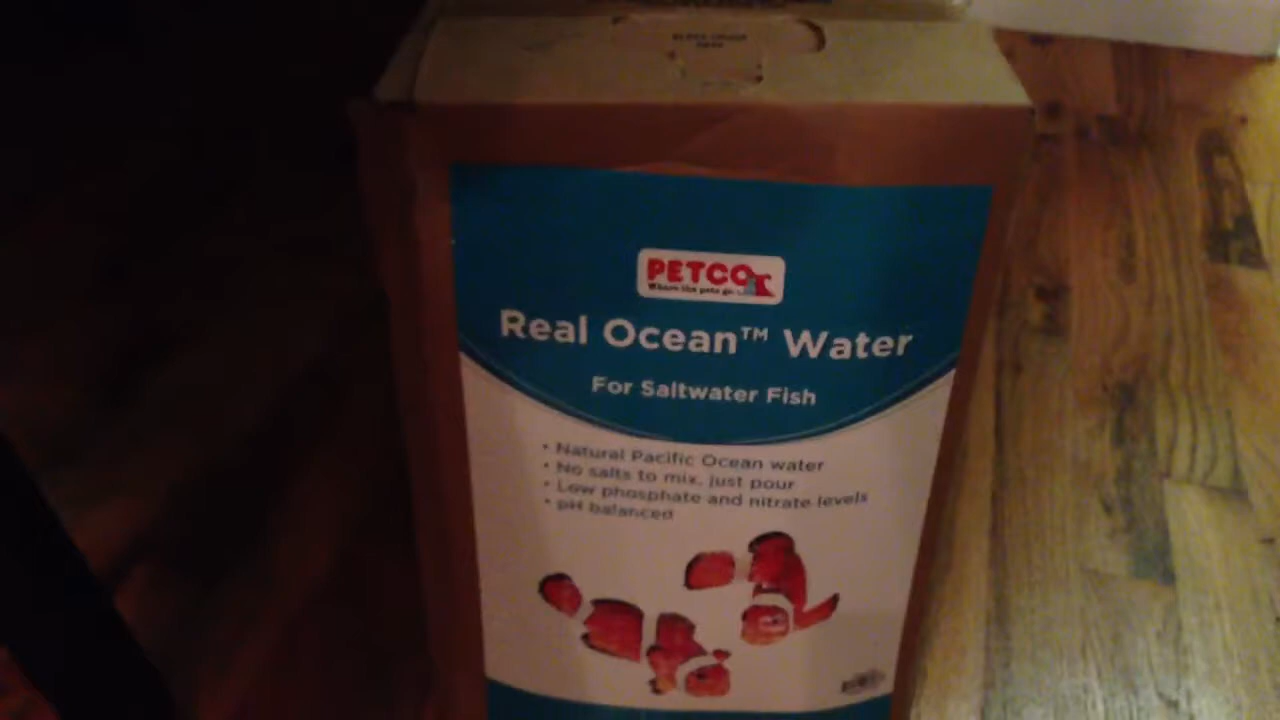 PETCO
Where the pets go
Real Ocean™ Water
For Saltwater Fish
• Natural Pacific Ocean water
• No salts to mix, just pour
• Low phosphate and nitrate levels
• pH balanced